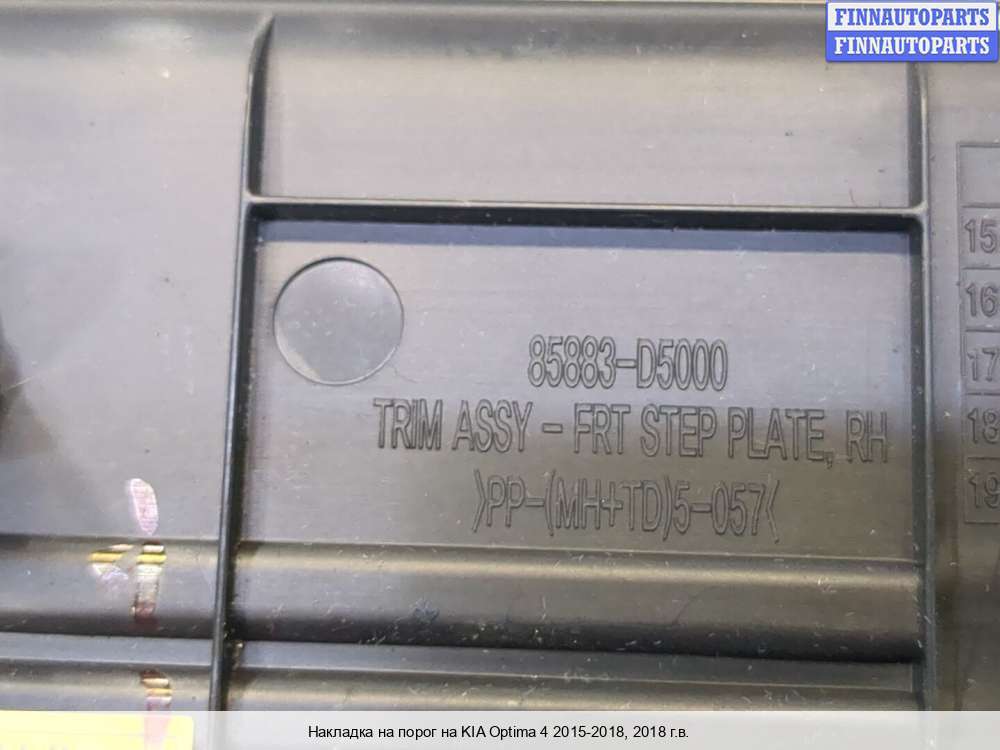 FINNAUTOPARTS
FINNAUTOPARTS
15
16
17
18
19
85883-D5000
TRIM ASSY - FRT STEP PLATE, RH
>PP-(MH+TD)5-057<
Накладка на порог на KIA Optima 4 2015-2018, 2018 г.в.